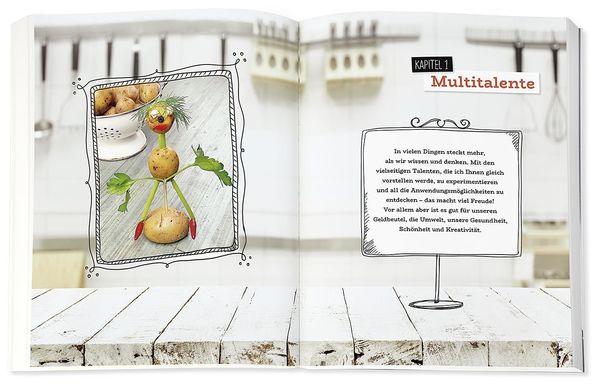 KAPITEL 1
Multitalente
In vielen Dingen steckt mehr,
als wir wissen und denken. Mit den
vielseitigen Talenten, die ich Ihnen gleich
vorstellen werde, zu experimentieren
und all die Anwendungsmöglichkeiten zu
entdecken – das macht viel Freude!
Vor allem aber ist es gut für unseren
Geldbeutel, die Umwelt, unsere Gesundheit,
Schönheit und Kreativität.